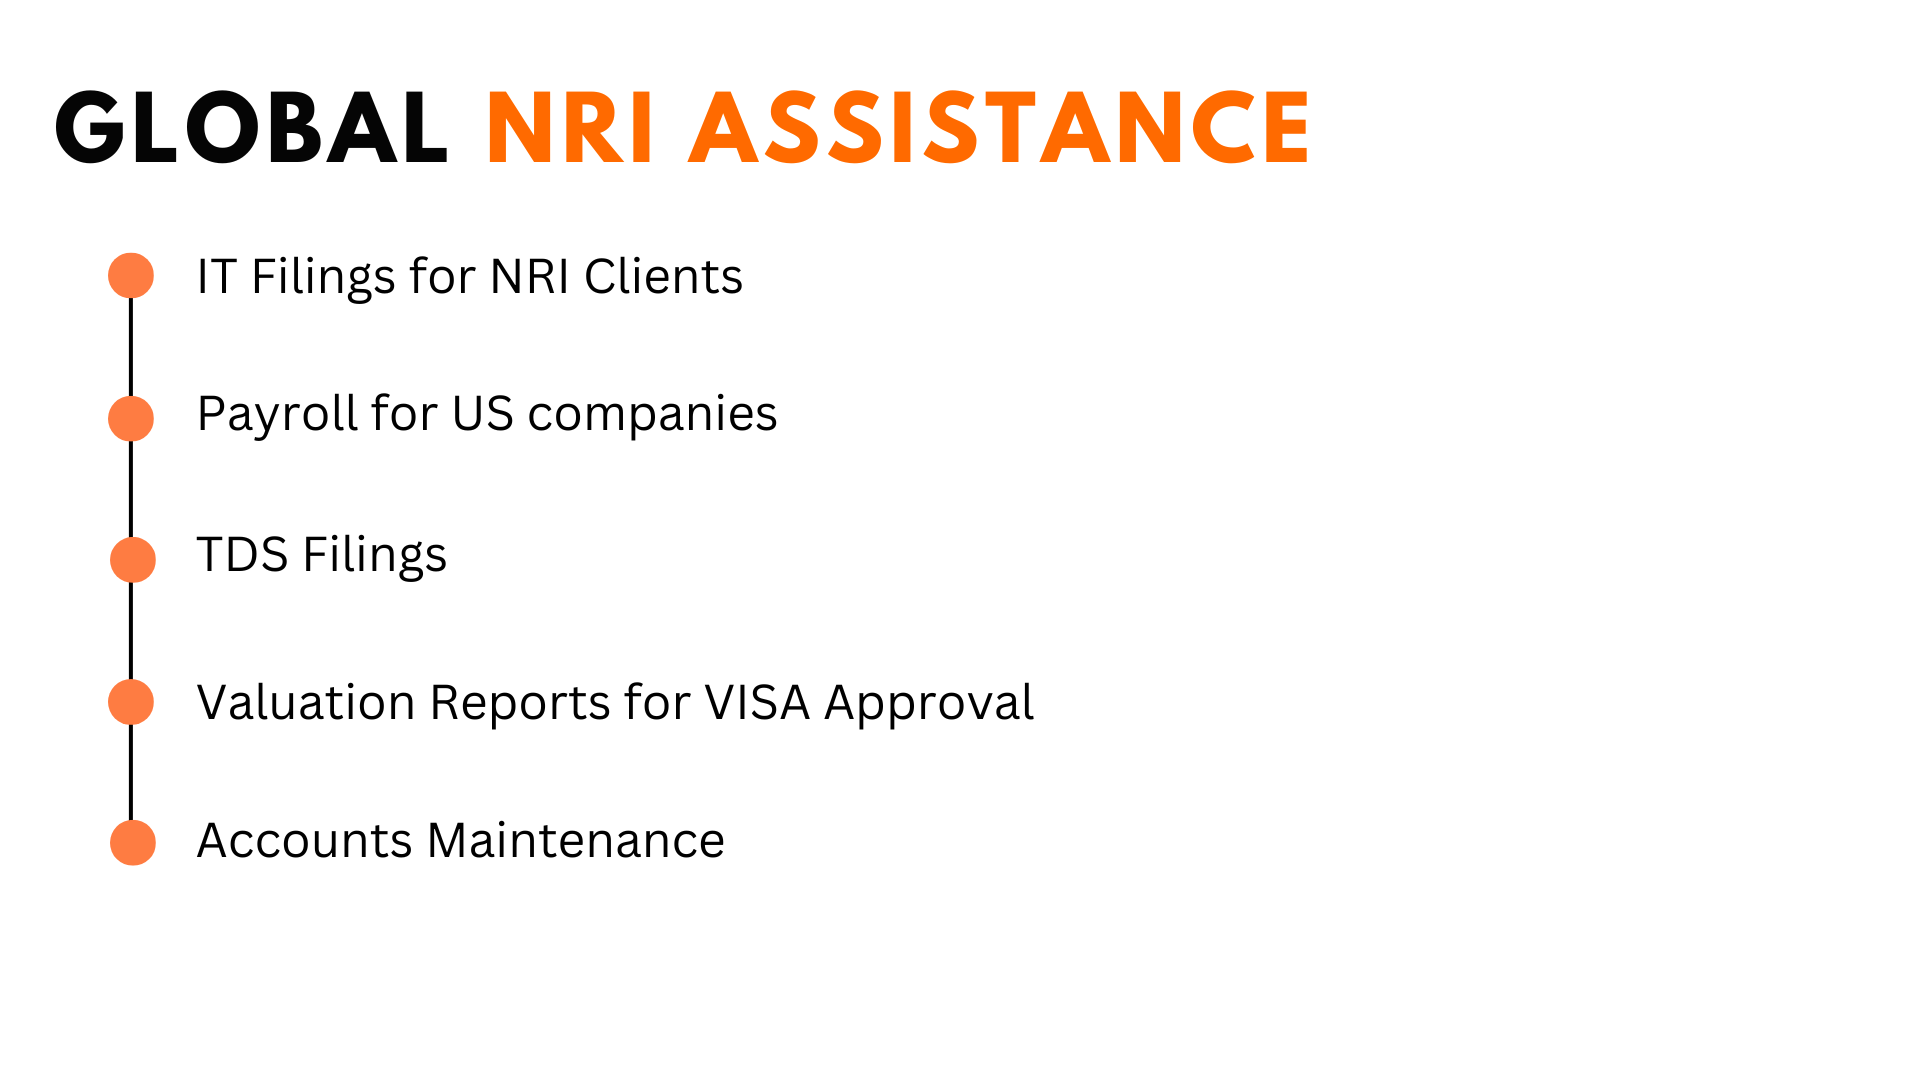 GLOBAL NRI ASSISTANCE
IT Filings for NRI Clients
Payroll for US companies
TDS Filings
Valuation Reports for VISA Approval
Accounts Maintenance